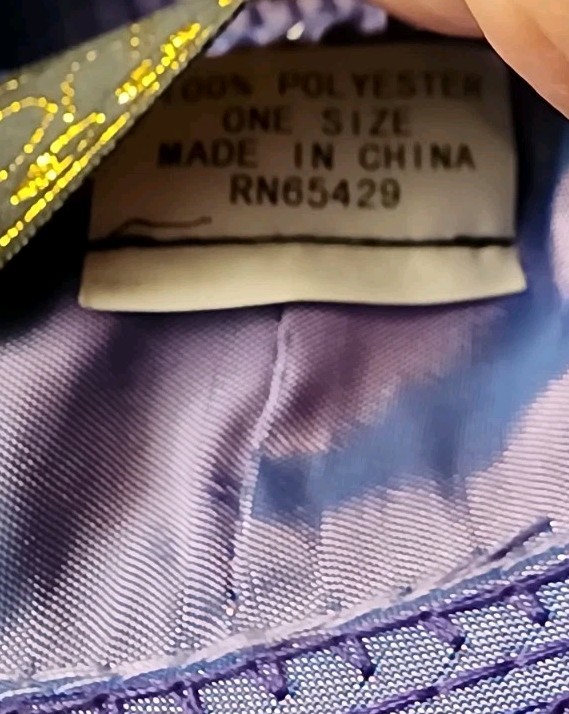 100% POLYESTER
ONE SIZE
MADE IN CHINA
RN65429